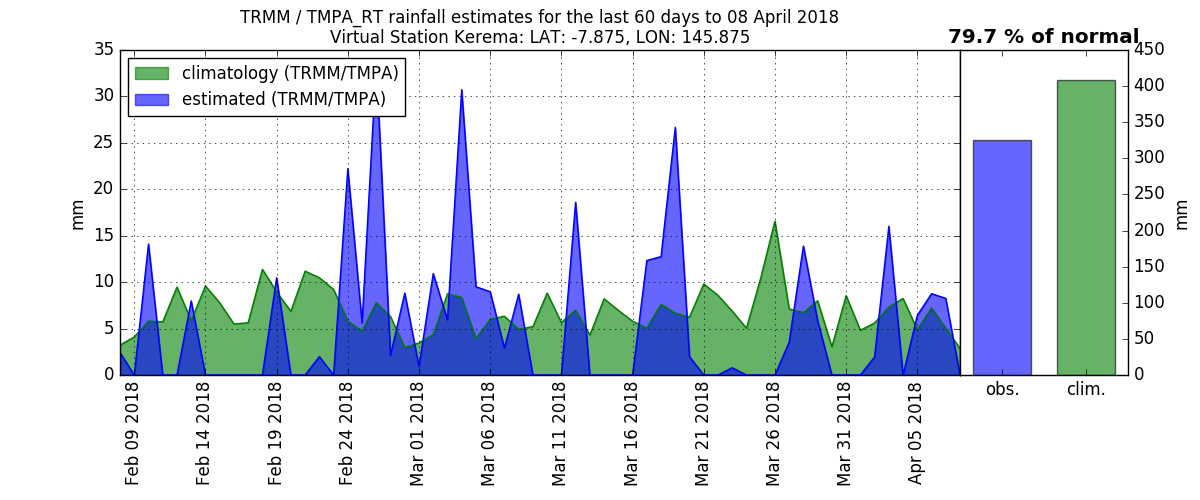 TRMM / TMPA_RT rainfall estimates for the last 60 days to 08 April 2018
Virtual Station Kerema: LAT: -7.875, LON: 145.875
79.7 % of normal
climatology (TRMM/TMPA)
estimated (TRMM/TMPA)
35
30
25
20
15
10
5
0
mm
Feb 09 2018
Feb 14 2018
Feb 19 2018
Feb 24 2018
Mar 01 2018
Mar 06 2018
Mar 11 2018
Mar 16 2018
Mar 21 2018
Mar 26 2018
Mar 31 2018
Apr 05 2018
obs.
clim.
450
400
350
300
250
200
150
100
50
0
mm